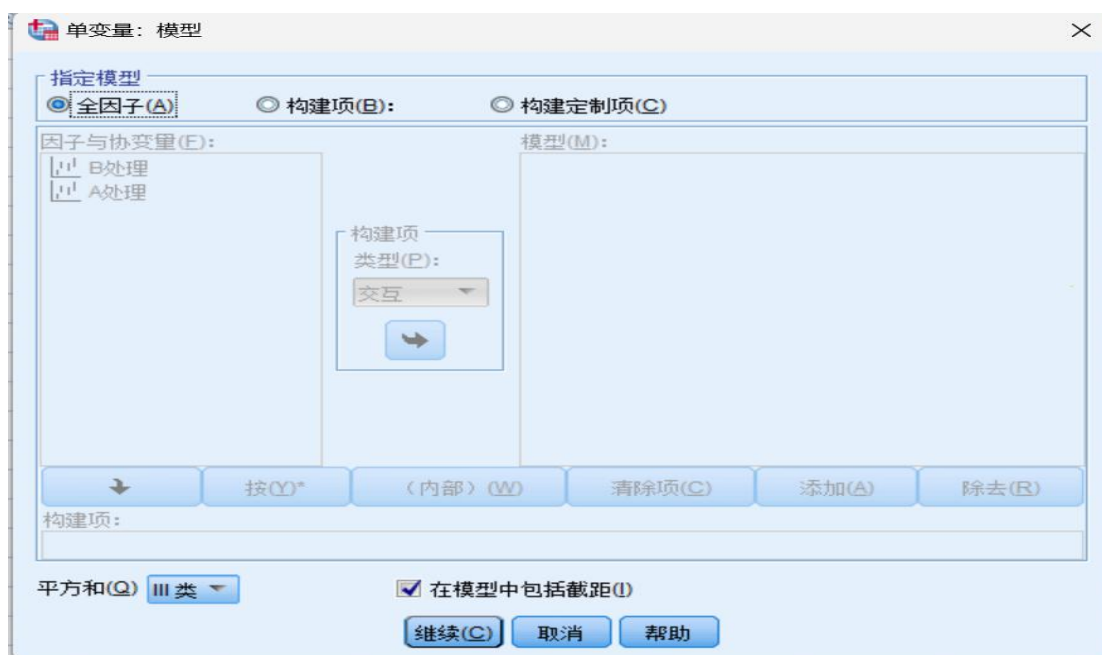 单变量：模型
指定模型
全因子(A) 构建项(B)： 构建定制项(C)
因子与协变量(F)： 模型(M)：
B处理
A处理
构建项
类型(P)：
交互
按(Y)* （内部）(W) 清除项(C) 添加(A) 除去(R)
构建项：
平方和(Q) III 类 在模型中包括截距(I)
继续(C) 取消 帮助